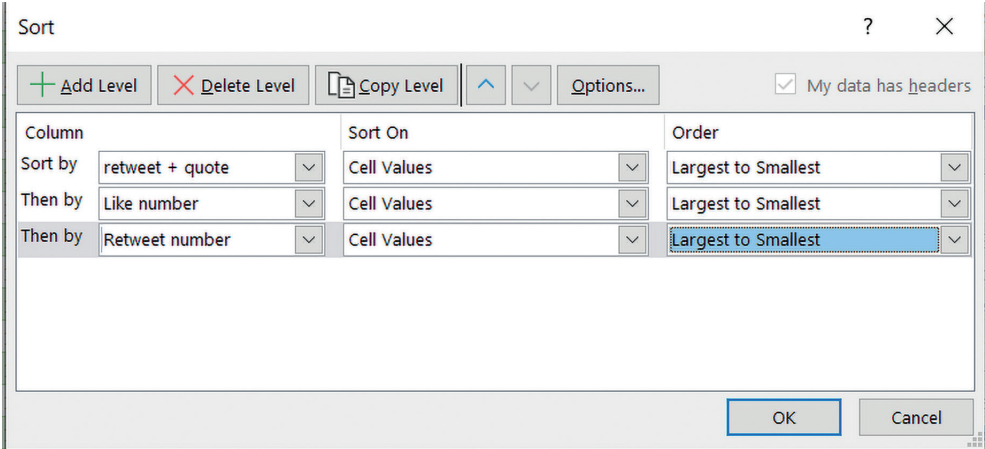 Sort ?
Add Level Delete Level Copy Level Options... My data has headers
Column Sort On Order
Sort by retweet + quote Cell Values Largest to Smallest
Then by Like number Cell Values Largest to Smallest
Then by Retweet number Cell Values Largest to Smallest
OK Cancel